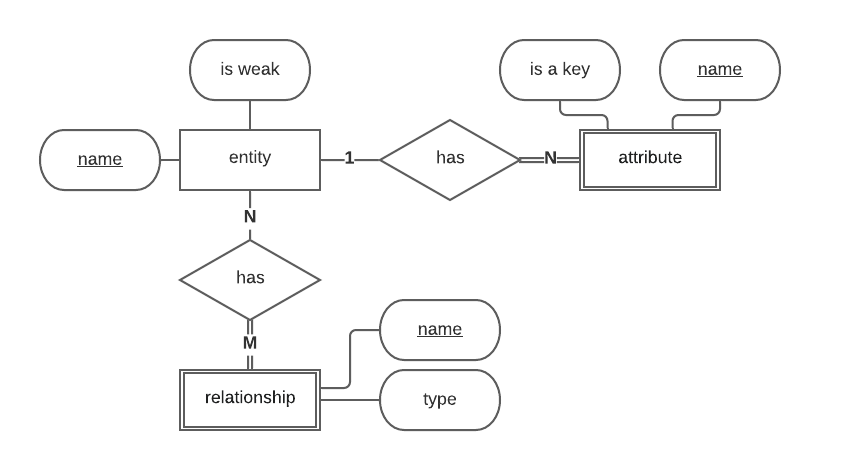 is weak
is a key
name
name
entity
1
has
N
attribute
N
has
M
name
relationship
type